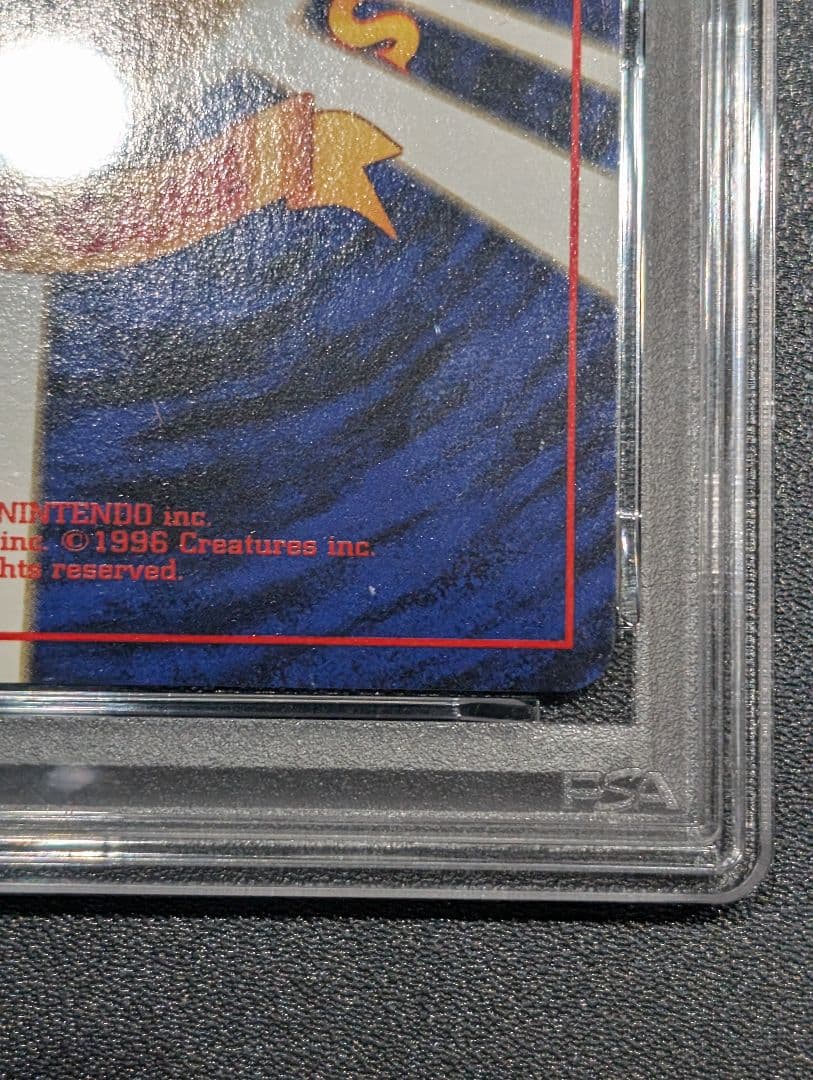 S
NINTENDO inc.
inc. ©1996 Creatures inc.
hts reserved.
PSA